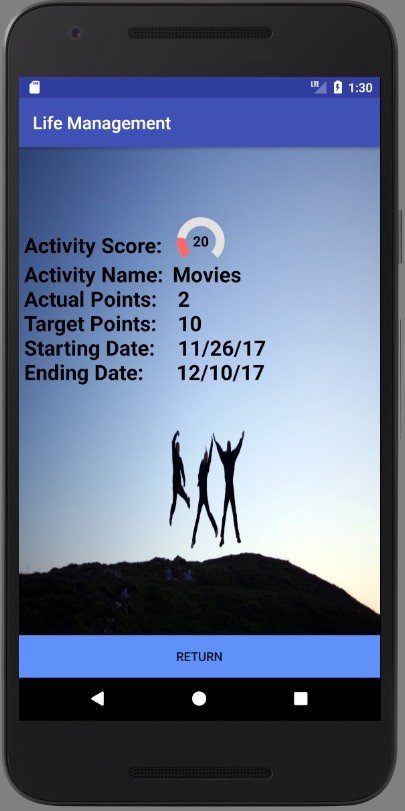 LTE 1:30
Life Management
Activity Score: 20
Activity Name: Movies
Actual Points: 2
Target Points: 10
Starting Date: 11/26/17
Ending Date: 12/10/17
RETURN